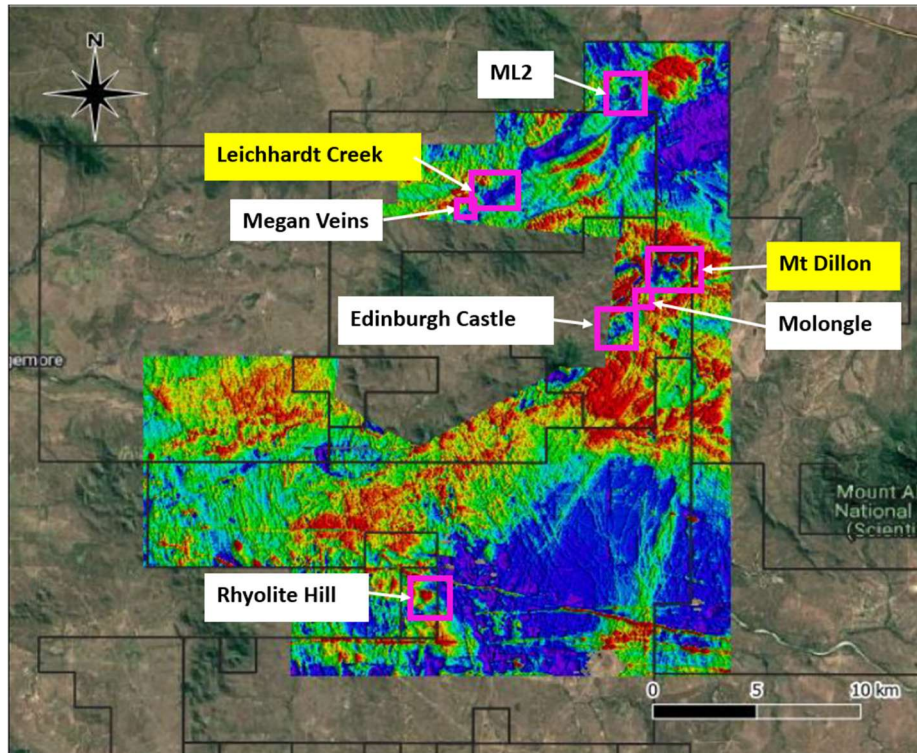 N
ML2
Leichhardt Creek
Megan Veins
Mt Dillon
Edinburgh Castle
Molongle
gemore
Mount A
National
(Scienti
Rhyolite Hill
0 5 10 km